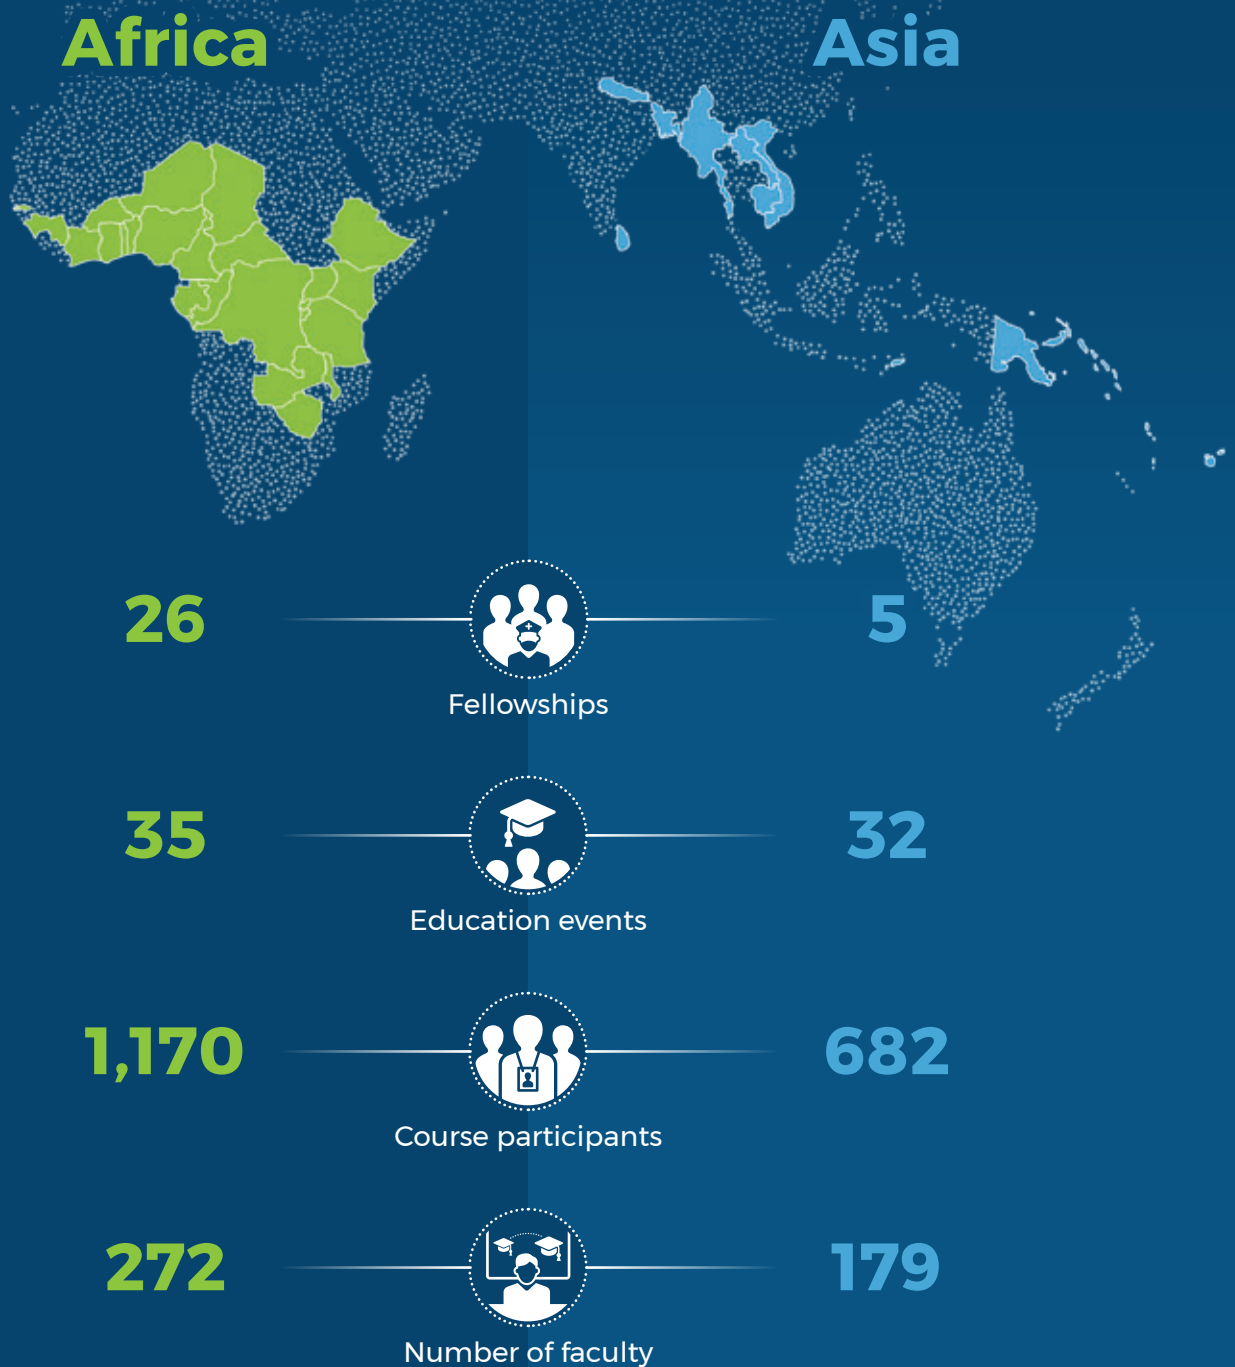 Africa
Asia
26
5
Fellowships
35
32
Education events
1,170
682
Course participants
272
179
Number of faculty